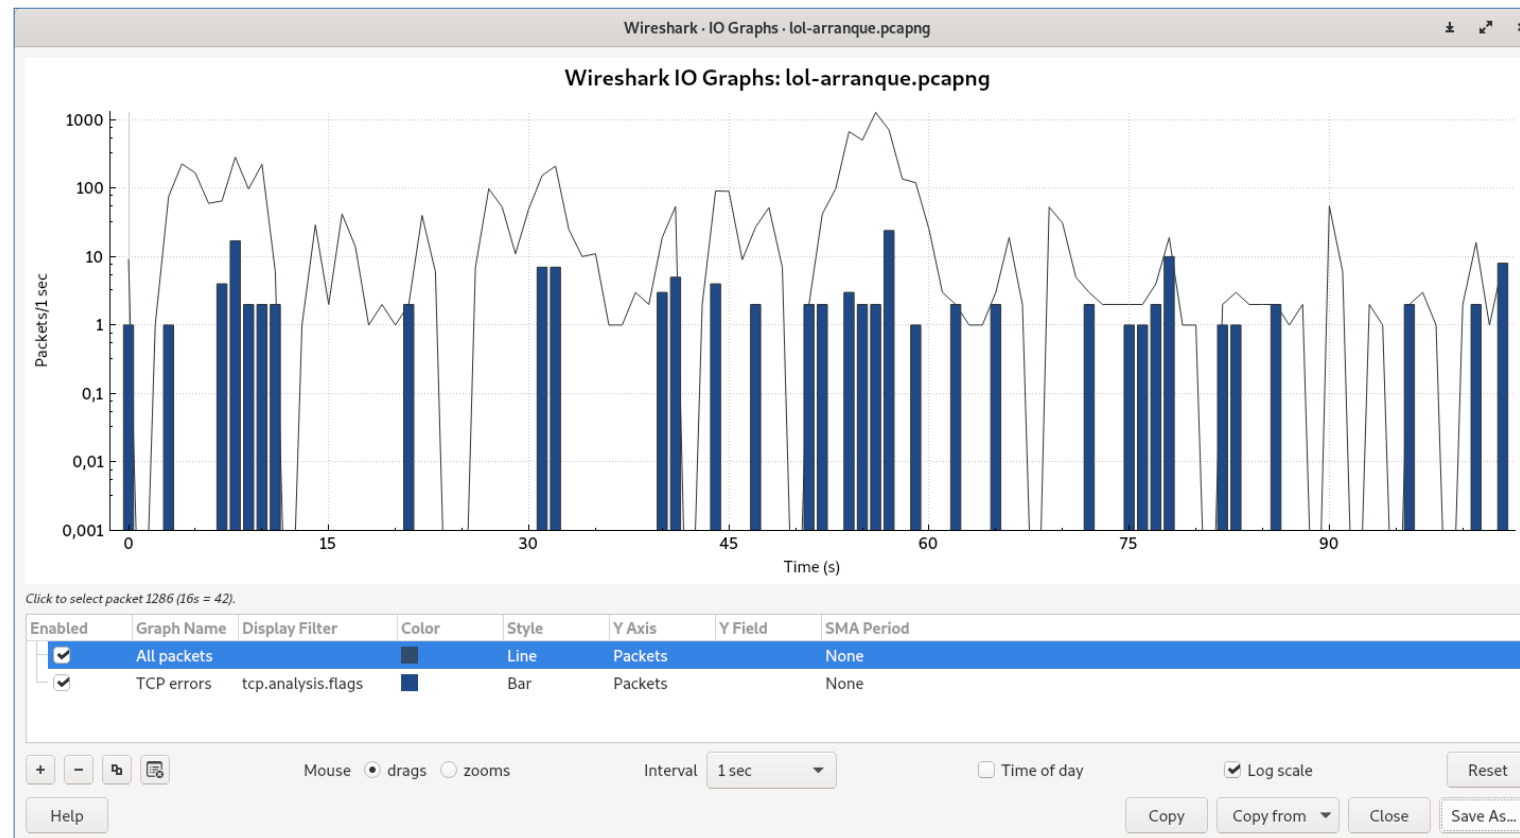 Wireshark · IO Graphs · lol-arranque.pcapng
Wireshark IO Graphs: lol-arranque.pcapng
1000
100
10
1
0,1
0,01
0,001
Packets/1 sec
0 15 30 45 60 75 90
Time (s)
Click to select packet 1286 (16s = 42).
Enabled Graph Name Display Filter Color Style Y Axis Y Field SMA Period
All packets Line Packets None
TCP errors tcp.analysis.flags Bar Packets None
+ −
Mouse drags zooms Interval 1 sec Time of day Log scale Reset
Help Copy Copy from Close Save As...